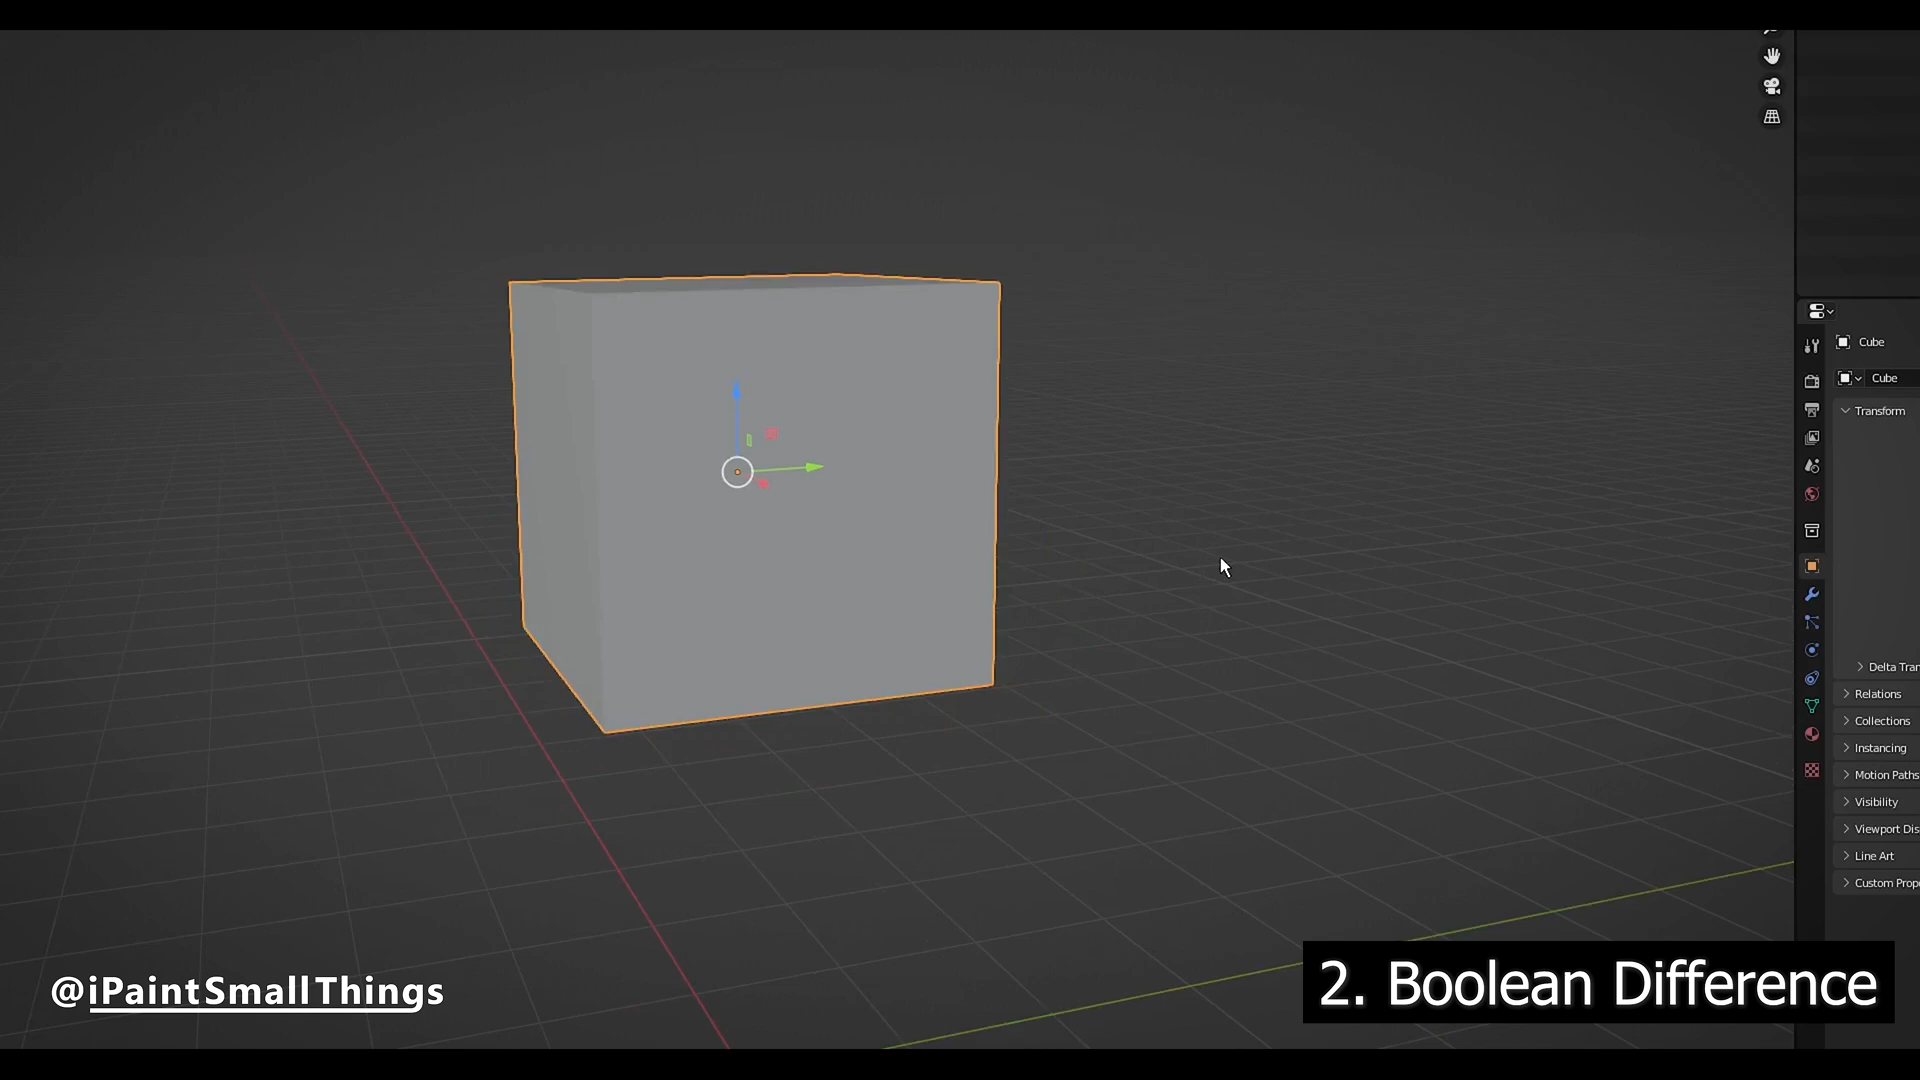 Cube
Cube
Transform
Delta Tran
Relations
Collections
Instancing
Motion Paths
Visibility
Viewport Dis
Line Art
Custom Prope
@iPaintSmallThings
2. Boolean Difference